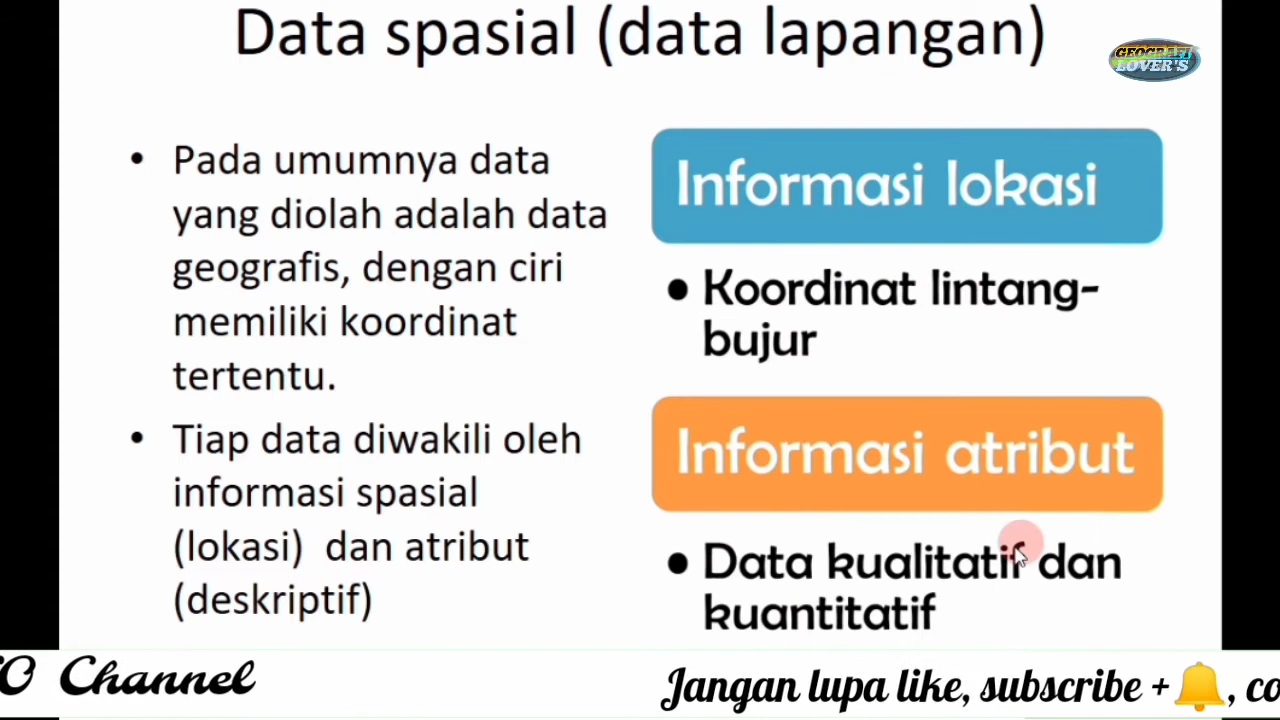 Data spasial (data lapangan)
GEOGRAFI
LOVER'S
• Pada umumnya data
yang diolah adalah data
geografis, dengan ciri
memiliki koordinat
tertentu.
• Tiap data diwakili oleh
informasi spasial
(lokasi) dan atribut
(deskriptif)
Informasi lokasi
• Koordinat lintang-
bujur
Informasi atribut
• Data kualitatif dan
kuantitatif
O Channel
Jangan lupa like, subscribe + 🔔, co